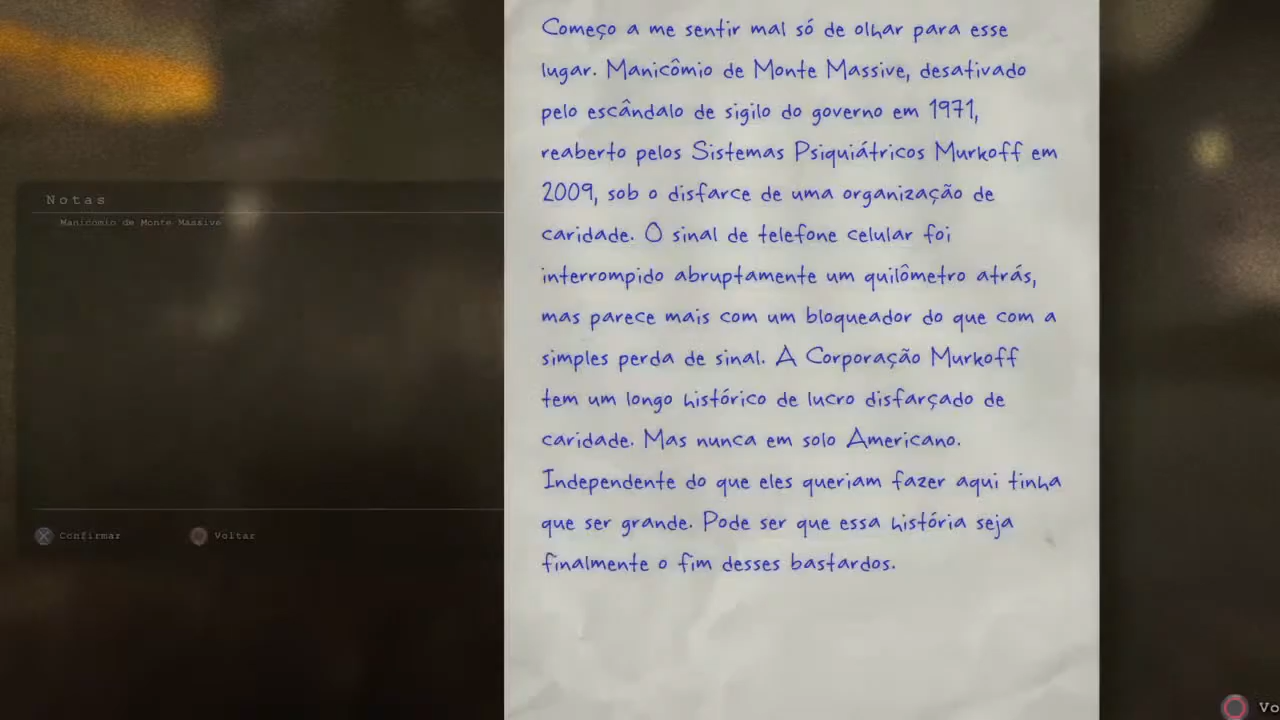 Começo a me sentir mal só de olhar para esse
lugar. Manicômio de Monte Massive, desativado
pelo escândalo de sigilo do governo em 1971,
reaberto pelos Sistemas Psiquiátricos Murkoff em
2009, sob o disfarce de uma organização de
caridade. O sinal de telefone celular foi
interrompido abruptamente um quilômetro atrás,
mas parece mais com um bloqueador do que com a
simples perda de sinal. A Corporação Murkoff
tem um longo histórico de lucro disfarçado de
caridade. Mas nunca em solo Americano.
Independente do que eles queriam fazer aqui tinha
que ser grande. Pode ser que essa história seja
finalmente o fim desses bastardos.
Notas
Manicômio de Monte Massive
Confirmar
Voltar
Vo